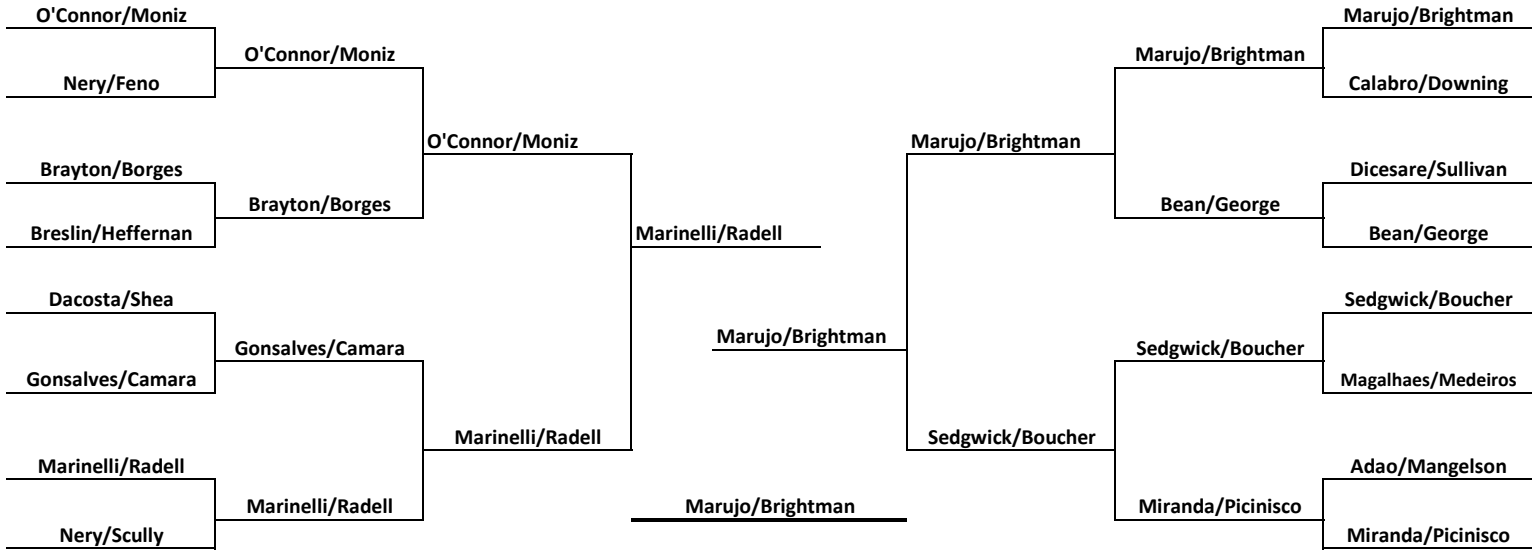 O'Connor/Moniz
Nery/Feno
Brayton/Borges
Breslin/Heffernan
Dacosta/Shea
Gonsalves/Camara
Marinelli/Radell
Nery/Scully
O'Connor/Moniz
Brayton/Borges
Gonsalves/Camara
Marinelli/Radell
O'Connor/Moniz
Marinelli/Radell
Marinelli/Radell
Marujo/Brightman
Marujo/Brightman
Marujo/Brightman
Sedgwick/Boucher
Marujo/Brightman
Bean/George
Sedgwick/Boucher
Miranda/Picinisco
Marujo/Brightman
Calabro/Downing
Dicesare/Sullivan
Bean/George
Sedgwick/Boucher
Magalhaes/Medeiros
Adao/Mangelson
Miranda/Picinisco